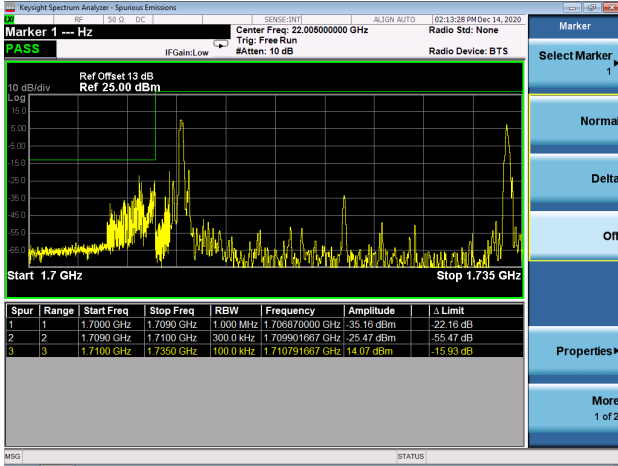 Keysight Spectrum Analyzer - Spurious Emissions
RF 50 Ω DC SENSE:INT ALIGN AUTO 02:13:28 PM Dec 14, 2020
Marker 1 --- Hz
Center Freq: 22.005000000 GHz
Radio Std: None
Trig: Free Run
PASS
IFGain:Low
#Atten: 10 dB
Radio Device: BTS
Ref Offset 13 dB
10 dB/div
Ref 25.00 dBm
Log
15.0
5.00
-5.00
-15.0
-25.0
-35.0
-45.0
-55.0
-65.0
Start 1.7 GHz
Stop 1.735 GHz
Spur Range Start Freq Stop Freq RBW Frequency Amplitude Δ Limit
1 1 1.7000 GHz 1.7090 GHz 1.000 MHz 1.706870000 GHz -35.16 dBm -22.16 dB
2 2 1.7090 GHz 1.7100 GHz 300.0 kHz 1.709901667 GHz -25.47 dBm -55.47 dB
3 3 1.7100 GHz 1.7350 GHz 100.0 kHz 1.710791667 GHz 14.07 dBm -15.93 dB
MSG
STATUS
Marker
Select Marker
1
Normal
Delta
Off
Properties
More
1 of 2